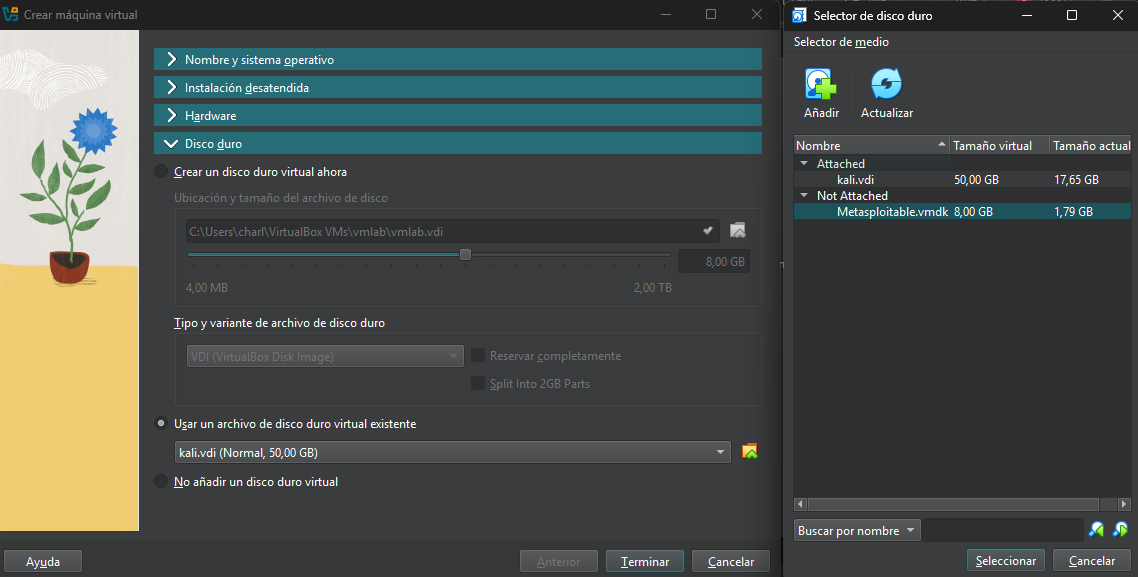 Crear máquina virtual
Nombre y sistema operativo
Instalación desatendida
Hardware
Disco duro
Crear un disco duro virtual ahora
Ubicación y tamaño del archivo de disco
C:\Users\charl\VirtualBox VMs\vmlab\vmlab.vdi
8,00 GB
4,00 MB
2,00 TB
Tipo y variante de archivo de disco duro
VDI (VirtualBox Disk Image)
Reservar completamente
Split Into 2GB Parts
Usar un archivo de disco duro virtual existente
kali.vdi (Normal, 50,00 GB)
No añadir un disco duro virtual
Ayuda
Anterior
Terminar
Cancelar
Selector de disco duro
Selector de medio
Añadir
Actualizar
Nombre Tamaño virtual Tamaño actual
Attached
kali.vdi 50,00 GB 17,65 GB
Not Attached
Metasploitable.vmdk 8,00 GB 1,79 GB
Buscar por nombre
Seleccionar
Cancelar